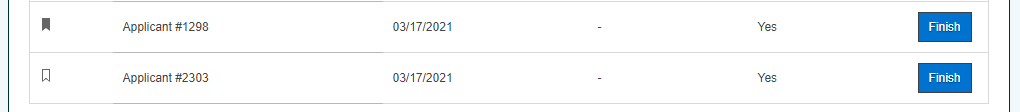 Applicant #1298 03/17/2021 - Yes Finish
Applicant #2303 03/17/2021 - Yes Finish